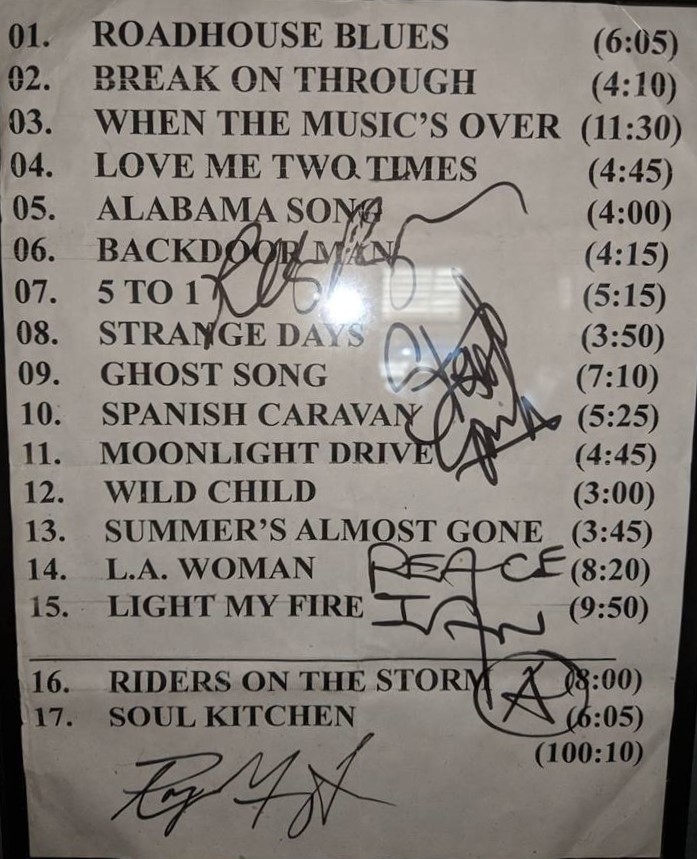 01. ROADHOUSE BLUES (6:05)
02. BREAK ON THROUGH (4:10)
03. WHEN THE MUSIC'S OVER (11:30)
04. LOVE ME TWO TIMES (4:45)
05. ALABAMA SONG (4:00)
06. BACKDOOR MAN (4:15)
07. 5 TO 1 (5:15)
08. STRANGE DAYS (3:50)
09. GHOST SONG (7:10)
10. SPANISH CARAVAN (5:25)
11. MOONLIGHT DRIVE (4:45)
12. WILD CHILD (3:00)
13. SUMMER'S ALMOST GONE (3:45)
14. L.A. WOMAN (8:20)
PEACE
15. LIGHT MY FIRE (9:50)
16. RIDERS ON THE STORM (8:00)
17. SOUL KITCHEN (6:05)
(100:10)